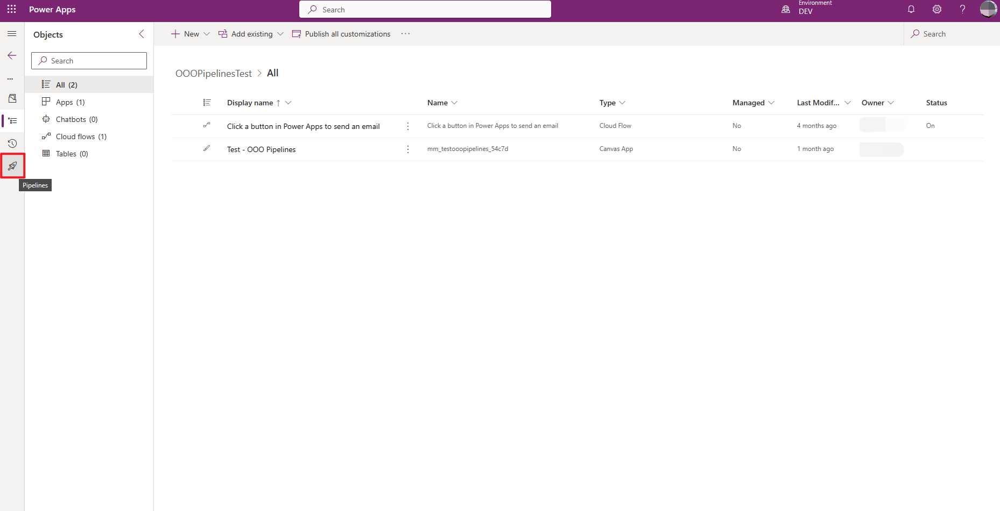 Power Apps
Search
Environment
DEV
Objects
New
Add existing
Publish all customizations
Search
Search
OOOPipelinesTest > All
All (2)
Apps (1)
Chatbots (0)
Cloud flows (1)
Tables (0)
Pipelines
Display name Name Type Managed Last Modif... Owner Status
Click a button in Power Apps to send an email Click a button in Power Apps to send an email Cloud Flow No 4 months ago On
Test - OOO Pipelines mm_testooopipelines_54c7d Canvas App No 1 month ago